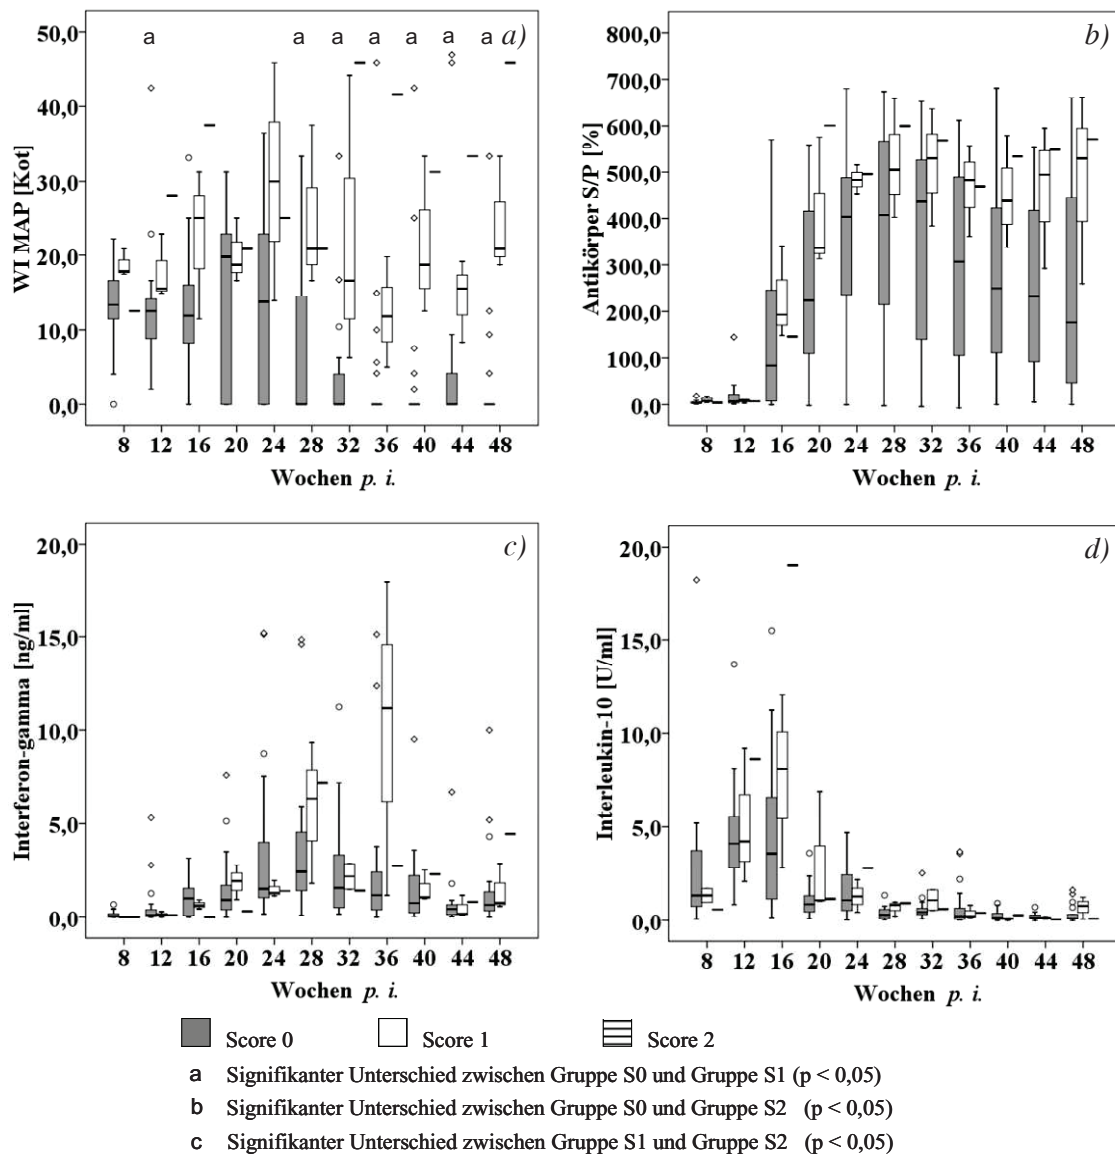 50,0 a a a a a a a a)
40,0
30,0
20,0
10,0
0,0
WI MAP [Kot]
8 12 16 20 24 28 32 36 40 44 48
Wochen p. i.
b)
800,0
700,0
600,0
500,0
400,0
300,0
200,0
100,0
0,0
Antikörper S/P [%]
8 12 16 20 24 28 32 36 40 44 48
Wochen p. i.
c)
20,0
15,0
10,0
5,0
0,0
Interferon-gamma [ng/ml]
8 12 16 20 24 28 32 36 40 44 48
Wochen p. i.
d)
20,0
15,0
10,0
5,0
0,0
Interleukin-10 [U/ml]
8 12 16 20 24 28 32 36 40 44 48
Wochen p. i.
Score 0 Score 1 Score 2
a Signifikanter Unterschied zwischen Gruppe S0 und Gruppe S1 (p < 0,05)
b Signifikanter Unterschied zwischen Gruppe S0 und Gruppe S2 (p < 0,05)
c Signifikanter Unterschied zwischen Gruppe S1 und Gruppe S2 (p < 0,05)